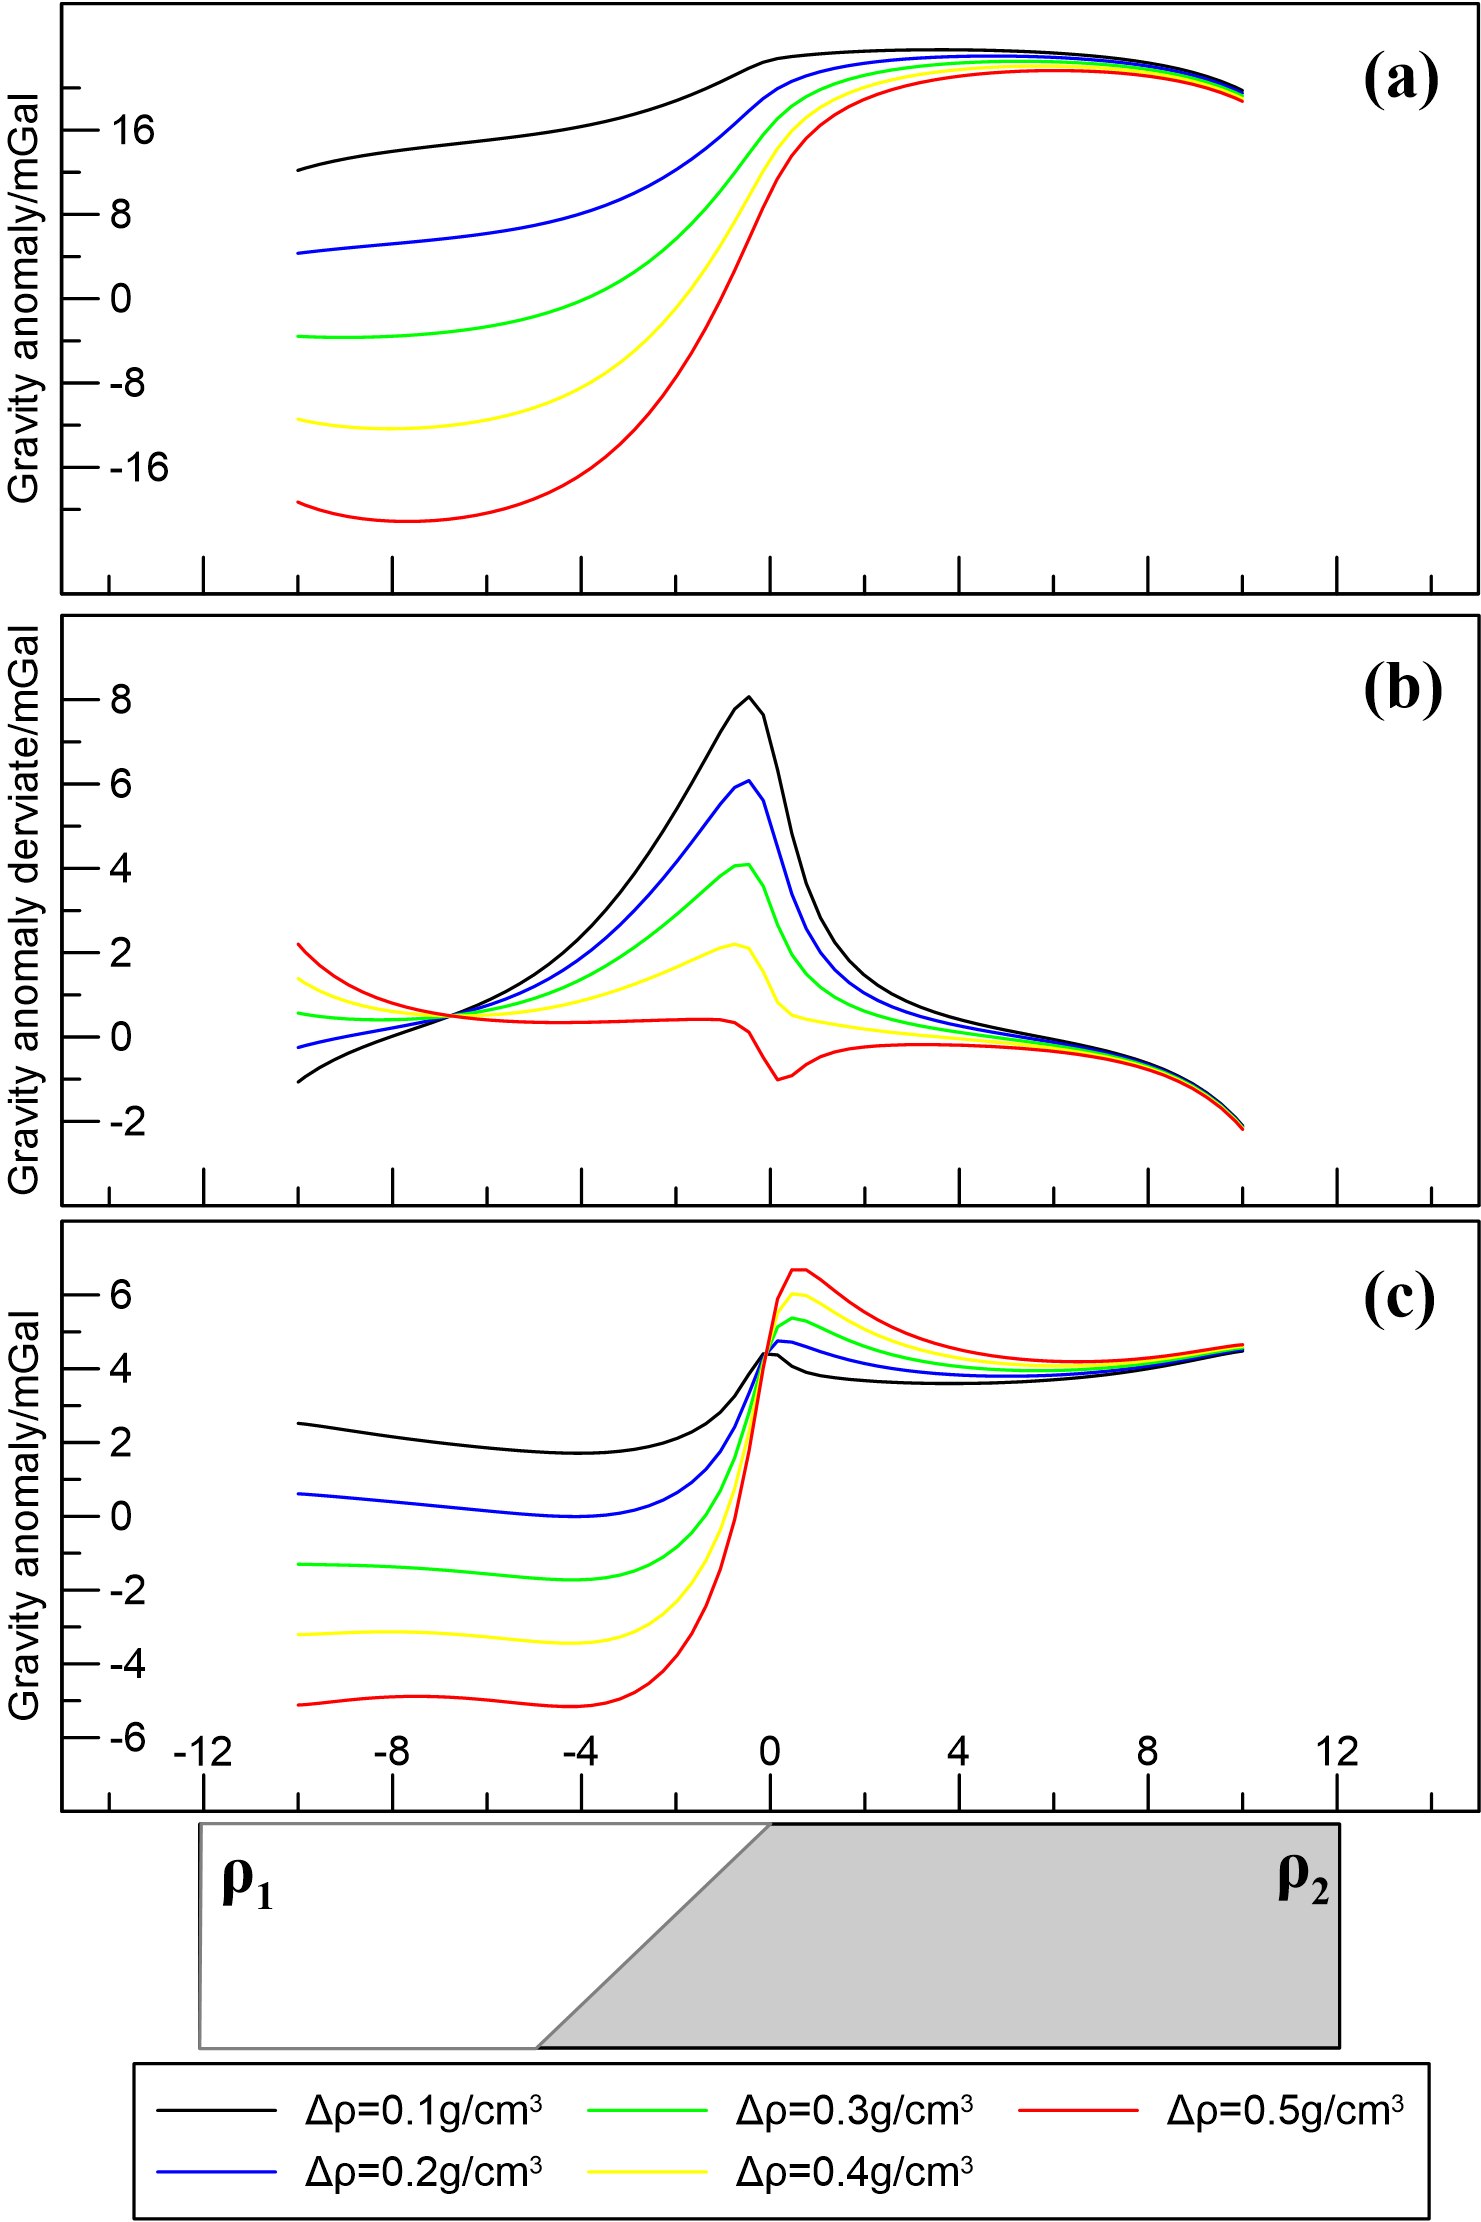 (a)
Gravity anomaly/mGal
16
8
0
-8
-16
(b)
Gravity anomaly derviate/mGal
8
6
4
2
0
-2
(c)
Gravity anomaly/mGal
6
4
2
0
-2
-4
-6
-12 -8 -4 0 4 8 12
ρ1 ρ2
Δρ=0.1g/cm³ Δρ=0.3g/cm³ Δρ=0.5g/cm³
Δρ=0.2g/cm³ Δρ=0.4g/cm³